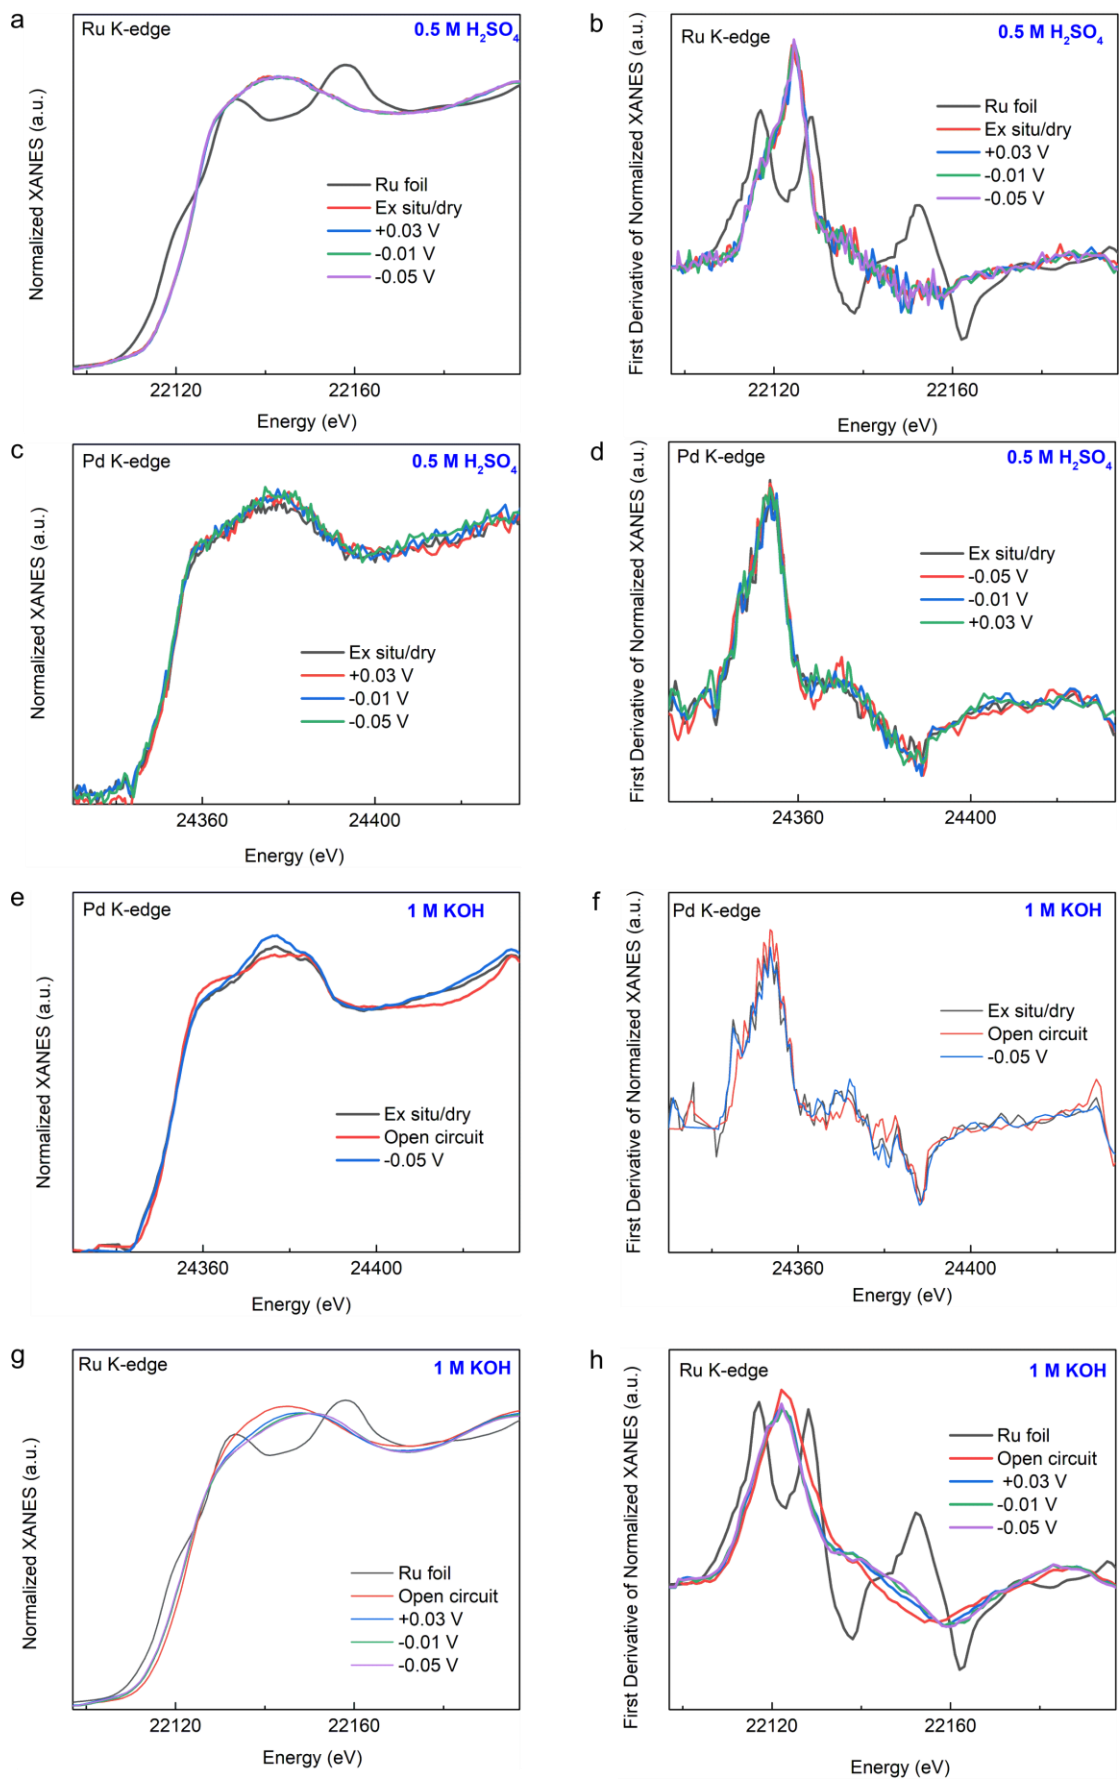 a
Ru K-edge
0.5 M H₂SO₄
Normalized XANES (a.u.)
Ru foil
Ex situ/dry
+0.03 V
-0.01 V
-0.05 V
22120
22160
Energy (eV)
b
Ru K-edge
0.5 M H₂SO₄
First Derivative of Normalized XANES (a.u.)
Ru foil
Ex situ/dry
+0.03 V
-0.01 V
-0.05 V
22120
22160
Energy (eV)
c
Pd K-edge
0.5 M H₂SO₄
Normalized XANES (a.u.)
Ex situ/dry
+0.03 V
-0.01 V
-0.05 V
24360
24400
Energy (eV)
d
Pd K-edge
0.5 M H₂SO₄
First Derivative of Normalized XANES (a.u.)
Ex situ/dry
-0.05 V
-0.01 V
+0.03 V
24360
24400
Energy (eV)
e
Pd K-edge
1 M KOH
Normalized XANES (a.u.)
Ex situ/dry
Open circuit
-0.05 V
24360
24400
Energy (eV)
f
Pd K-edge
1 M KOH
First Derivative of Normalized XANES (a.u.)
Ex situ/dry
Open circuit
-0.05 V
24360
24400
Energy (eV)
g
Ru K-edge
1 M KOH
Normalized XANES (a.u.)
Ru foil
Open circuit
+0.03 V
-0.01 V
-0.05 V
22120
22160
Energy (eV)
h
Ru K-edge
1 M KOH
First Derivative of Normalized XANES (a.u.)
Ru foil
Open circuit
+0.03 V
-0.01 V
-0.05 V
22120
22160
Energy (eV)